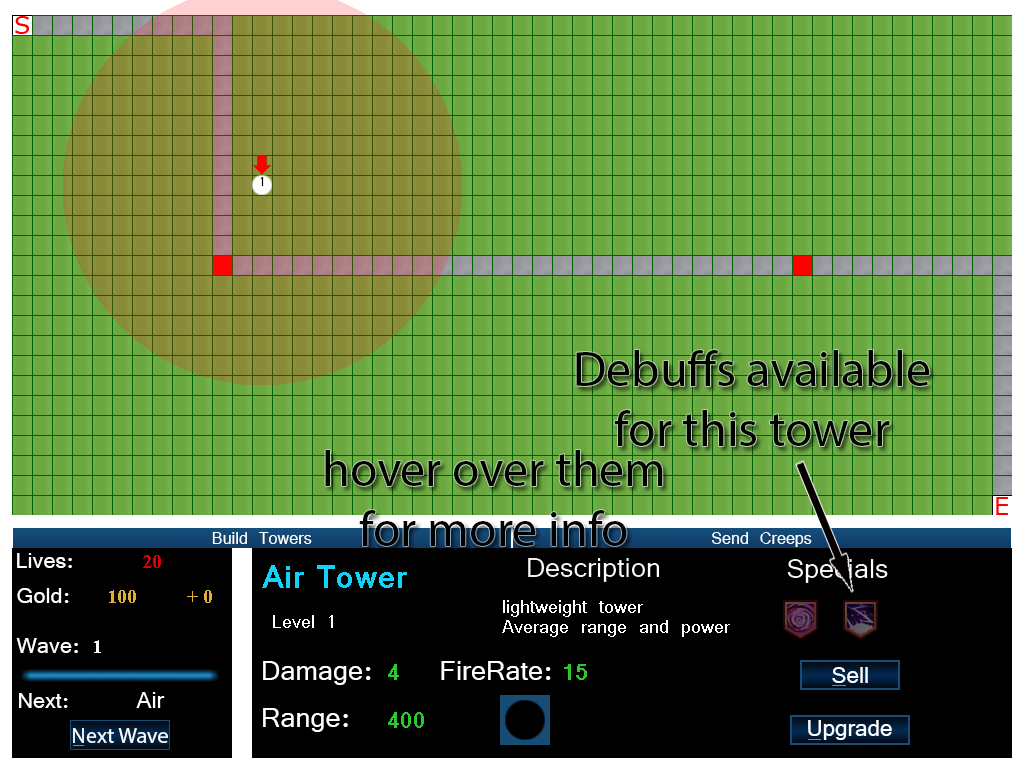 S
1
Debuffs available
for this tower
hover over them
for more info
E
Build Towers
Send Creeps
Lives: 20
Gold: 100 + 0
Wave: 1
Next: Air
Next Wave
Air Tower
Level 1
Damage: 4 FireRate: 15
Range: 400
Description
lightweight tower
Average range and power
Specials
Sell
Upgrade